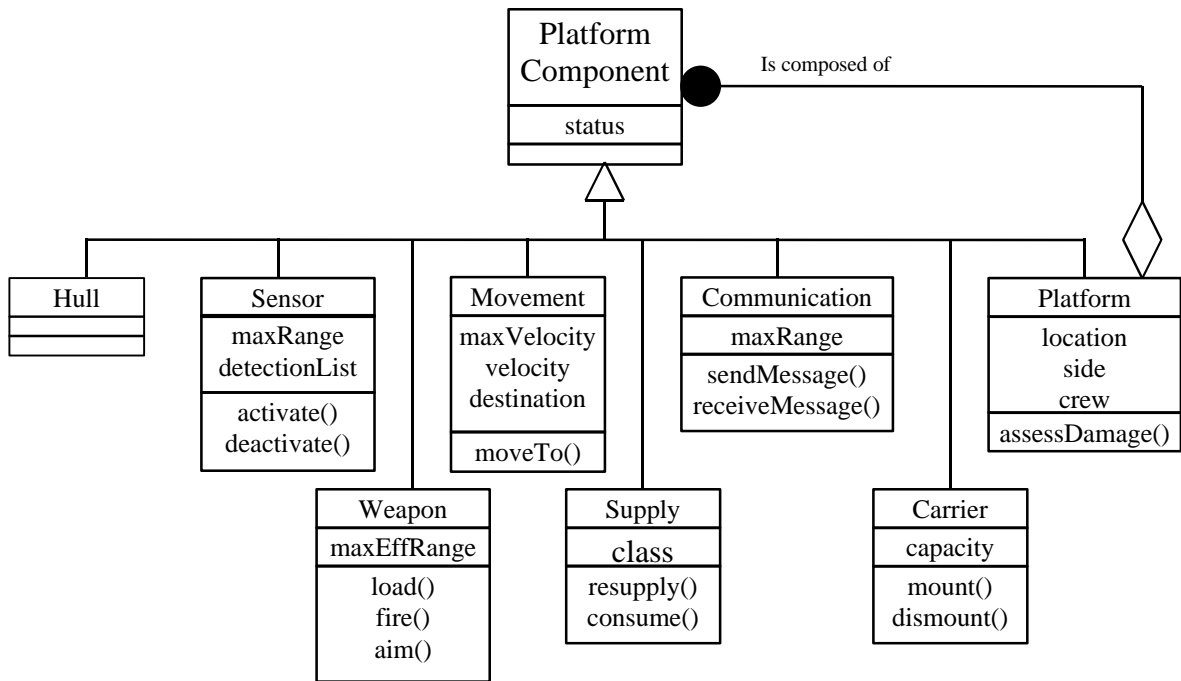 Platform
Component
status
Is composed of
Hull
Sensor
maxRange
detectionList
activate()
deactivate()
Movement
maxVelocity
velocity
destination
moveTo()
Communication
maxRange
sendMessage()
receiveMessage()
Platform
location
side
crew
assessDamage()
Weapon
maxEffRange
load()
fire()
aim()
Supply
class
resupply()
consume()
Carrier
capacity
mount()
dismount()